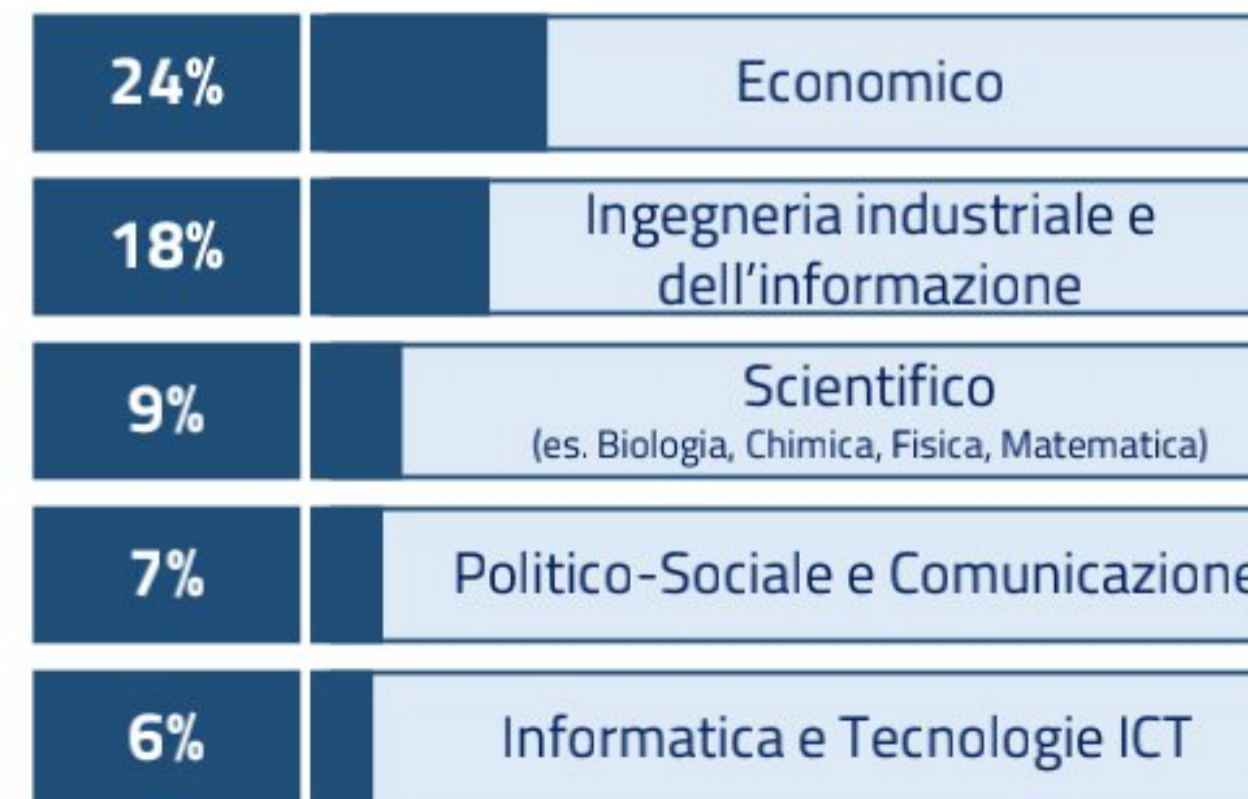 24%
Economico
18%
Ingegneria industriale e
dell'informazione
9%
Scientifico
(es. Biologia, Chimica, Fisica, Matematica)
7%
Politico-Sociale e Comunicazione
6%
Informatica e Tecnologie ICT